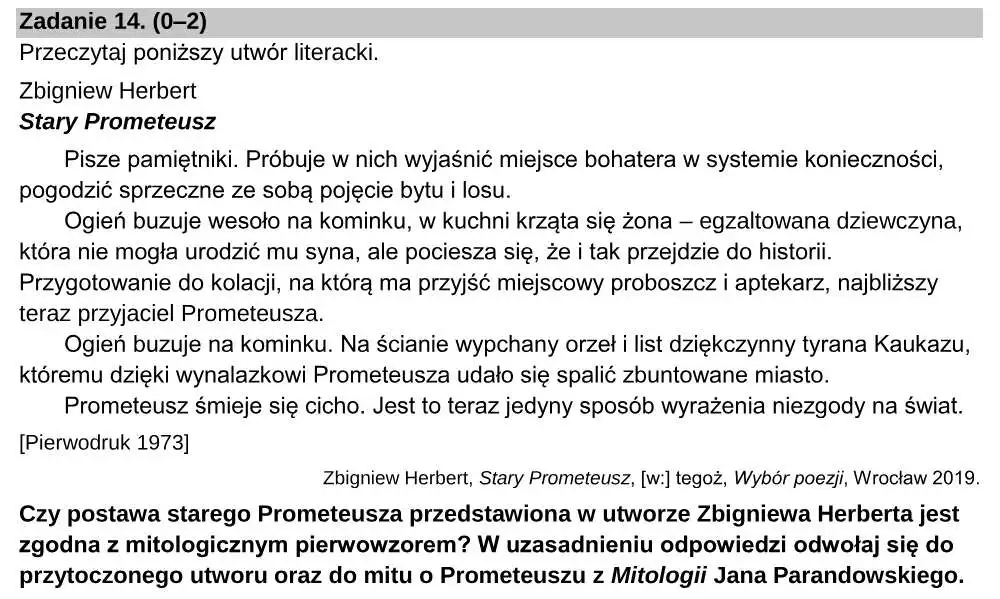 Zadanie 14. (0–2)
Przeczytaj poniższy utwór literacki.
Zbigniew Herbert
Stary Prometeusz
Pisze pamiętniki. Próbuje w nich wyjaśnić miejsce bohatera w systemie konieczności,
pogodzić sprzeczne ze sobą pojęcie bytu i losu.
Ogień buzuje wesoło na kominku, w kuchni krząta się żona – egzaltowana dziewczyna,
która nie mogła urodzić mu syna, ale pociesza się, że i tak przejdzie do historii.
Przygotowanie do kolacji, na którą ma przyjść miejscowy proboszcz i aptekarz, najbliższy
teraz przyjaciel Prometeusza.
Ogień buzuje na kominku. Na ścianie wypchany orzeł i list dziękczynny tyrana Kaukazu,
któremu dzięki wynalazkowi Prometeusza udało się spalić zbuntowane miasto.
Prometeusz śmieje się cicho. Jest to teraz jedyny sposób wyrażenia niezgody na świat.
[Pierwodruk 1973]
Zbigniew Herbert, Stary Prometeusz, [w:] tegoż, Wybór poezji, Wrocław 2019.
Czy postawa starego Prometeusza przedstawiona w utworze Zbigniewa Herberta jest
zgodna z mitologicznym pierwowzorem? W uzasadnieniu odpowiedzi odwołaj się do
przytoczonego utworu oraz do mitu o Prometeuszu z Mitologii Jana Parandowskiego.